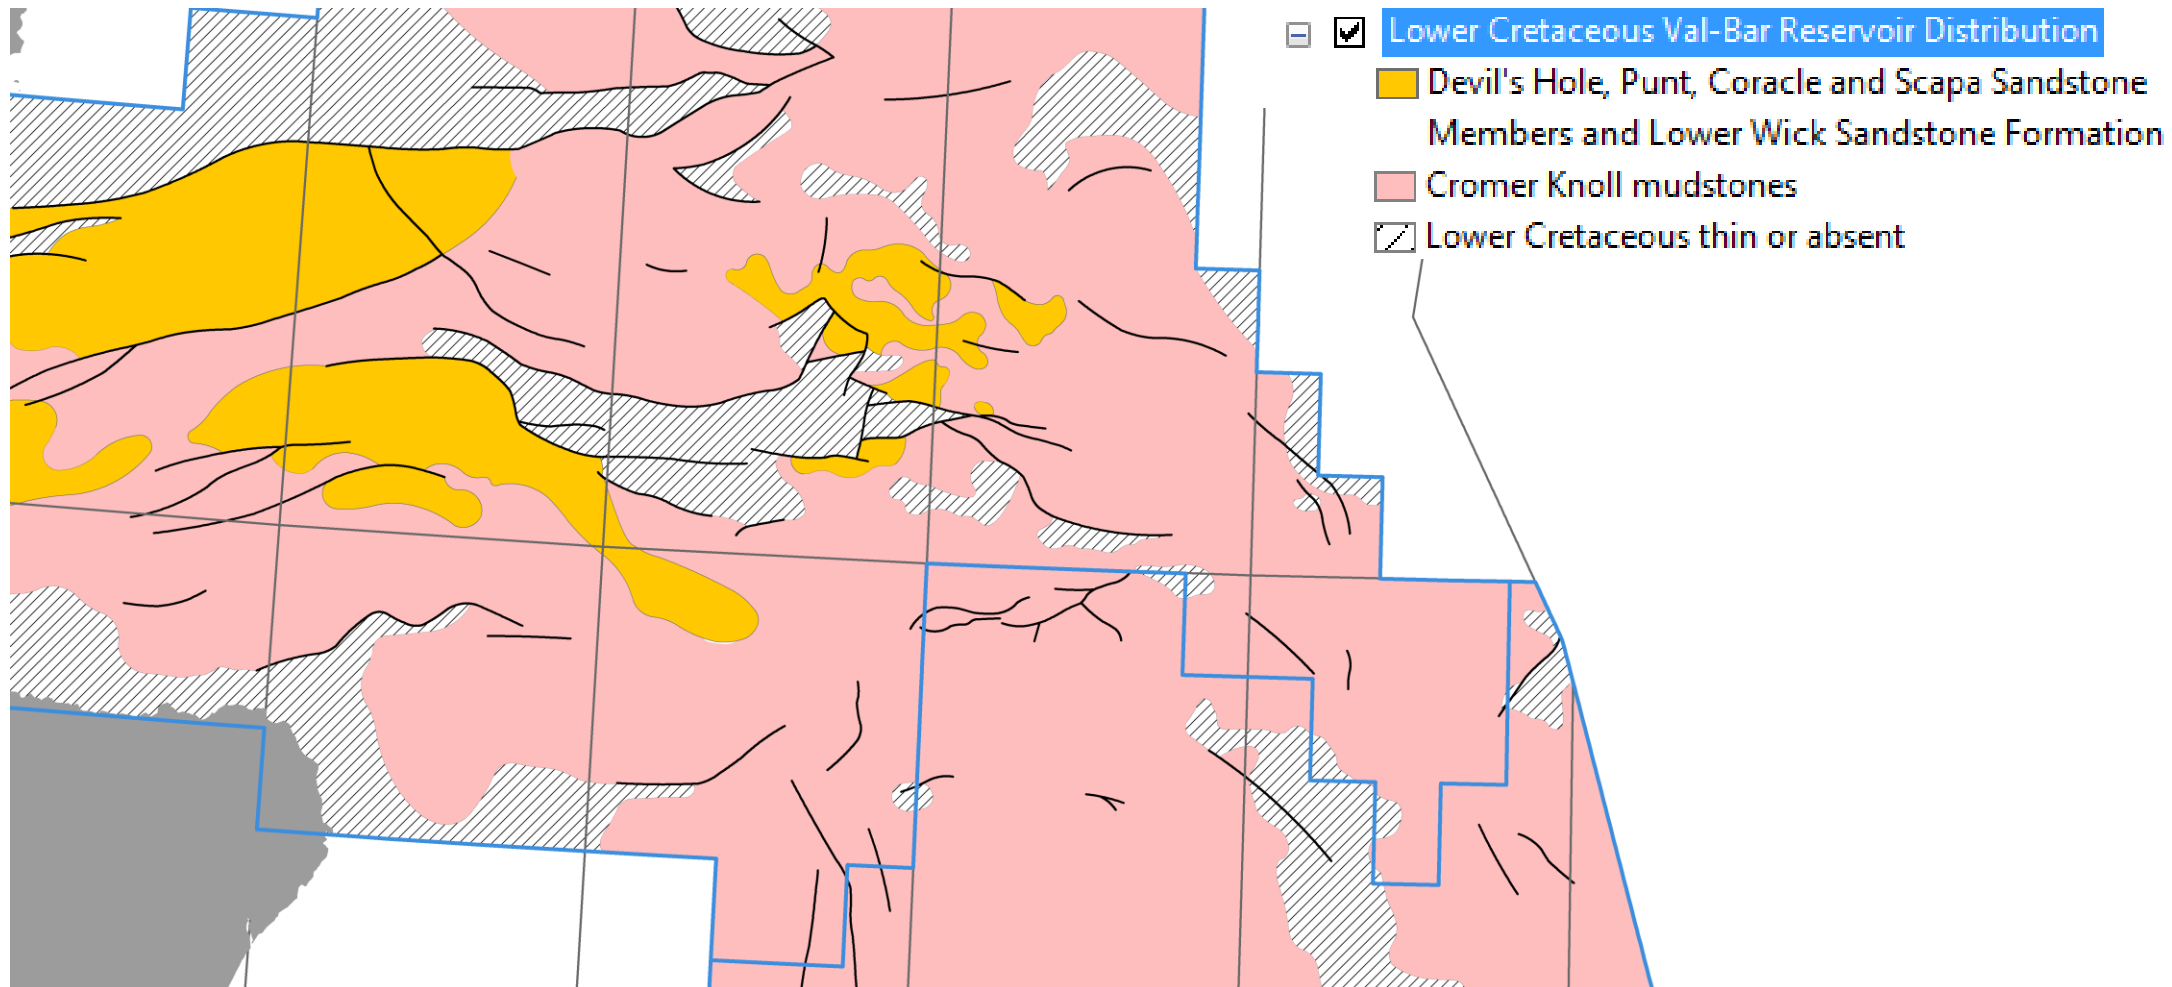 Lower Cretaceous Val-Bar Reservoir Distribution
Devil's Hole, Punt, Coracle and Scapa Sandstone
Members and Lower Wick Sandstone Formation
Cromer Knoll mudstones
Lower Cretaceous thin or absent